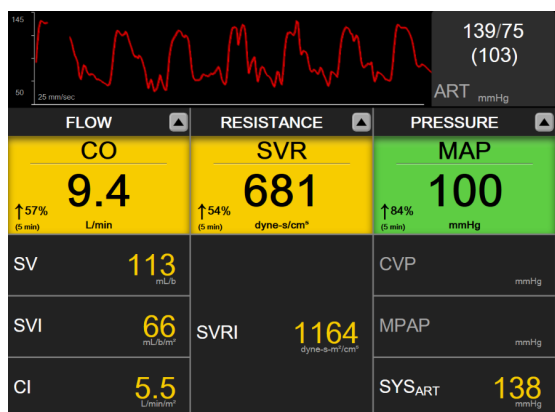 145
139/75
(103)
50
25 mm/sec
ART mmHg
FLOW
RESISTANCE
PRESSURE
CO
9.4
↑57%
(5 min)
L/min
SVR
681
↑54%
(5 min)
dyne-s/cm⁵
MAP
100
↑84%
(5 min)
mmHg
SV 113
mL/b
SVI 66
mL/b/m²
CI 5.5
L/min/m²
SVRI 1164
dyne-s-m²/cm⁵
CVP
mmHg
MPAP
mmHg
SYSART 138
mmHg